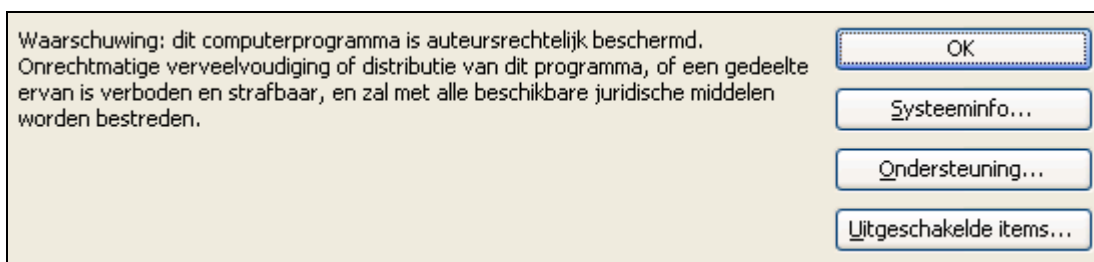 Waarschuwing: dit computerprogramma is auteursrechtelijk beschermd.
Onrechtmatige verveelvoudiging of distributie van dit programma, of een gedeelte
ervan is verboden en strafbaar, en zal met alle beschikbare juridische middelen
worden bestreden.
OK
Systeeminfo...
Ondersteuning...
Uitgeschakelde items...